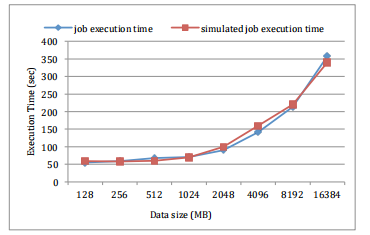 job execution time simulated job execution time
400
350
300
250
200
150
100
50
0
Execution Time (sec)
128 256 512 1024 2048 4096 8192 16384
Data size (MB)